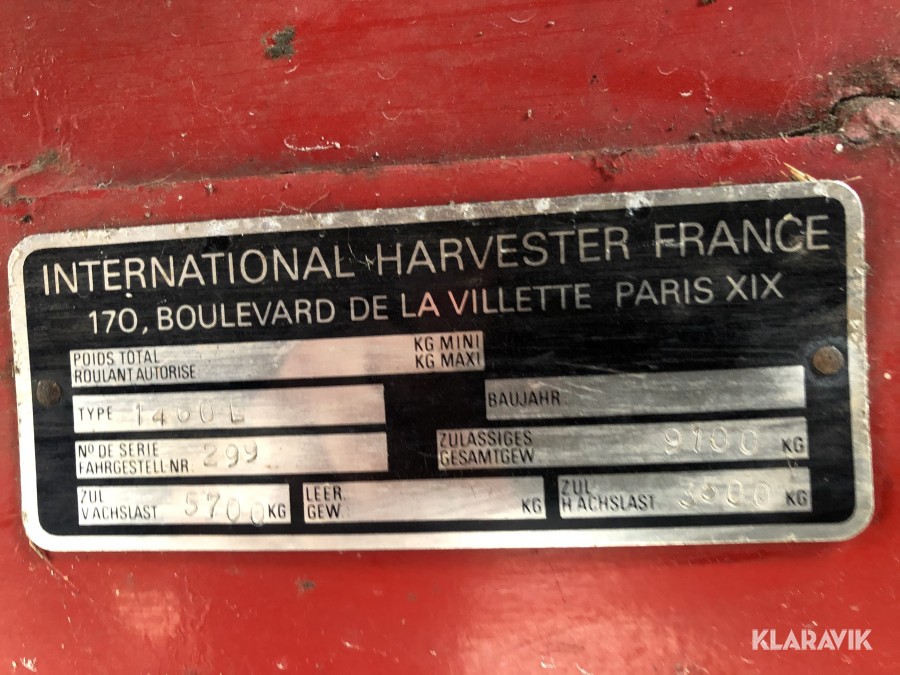 INTERNATIONAL HARVESTER FRANCE
170, BOULEVARD DE LA VILLETTE PARIS XIX
POIDS TOTAL
ROULANT AUTORISE
KG MINI
KG MAXI
TYPE 1400L
BAUJAHR
Nº DE SERIE
FAHRGESTELL NR. 299
ZULASSIGES
GESAMTGEW. 9100 KG
ZUL
V ACHSLAST 5700 KG
LEER.
GEW. KG
ZUL
H ACHSLAST KG
KLARAVIK